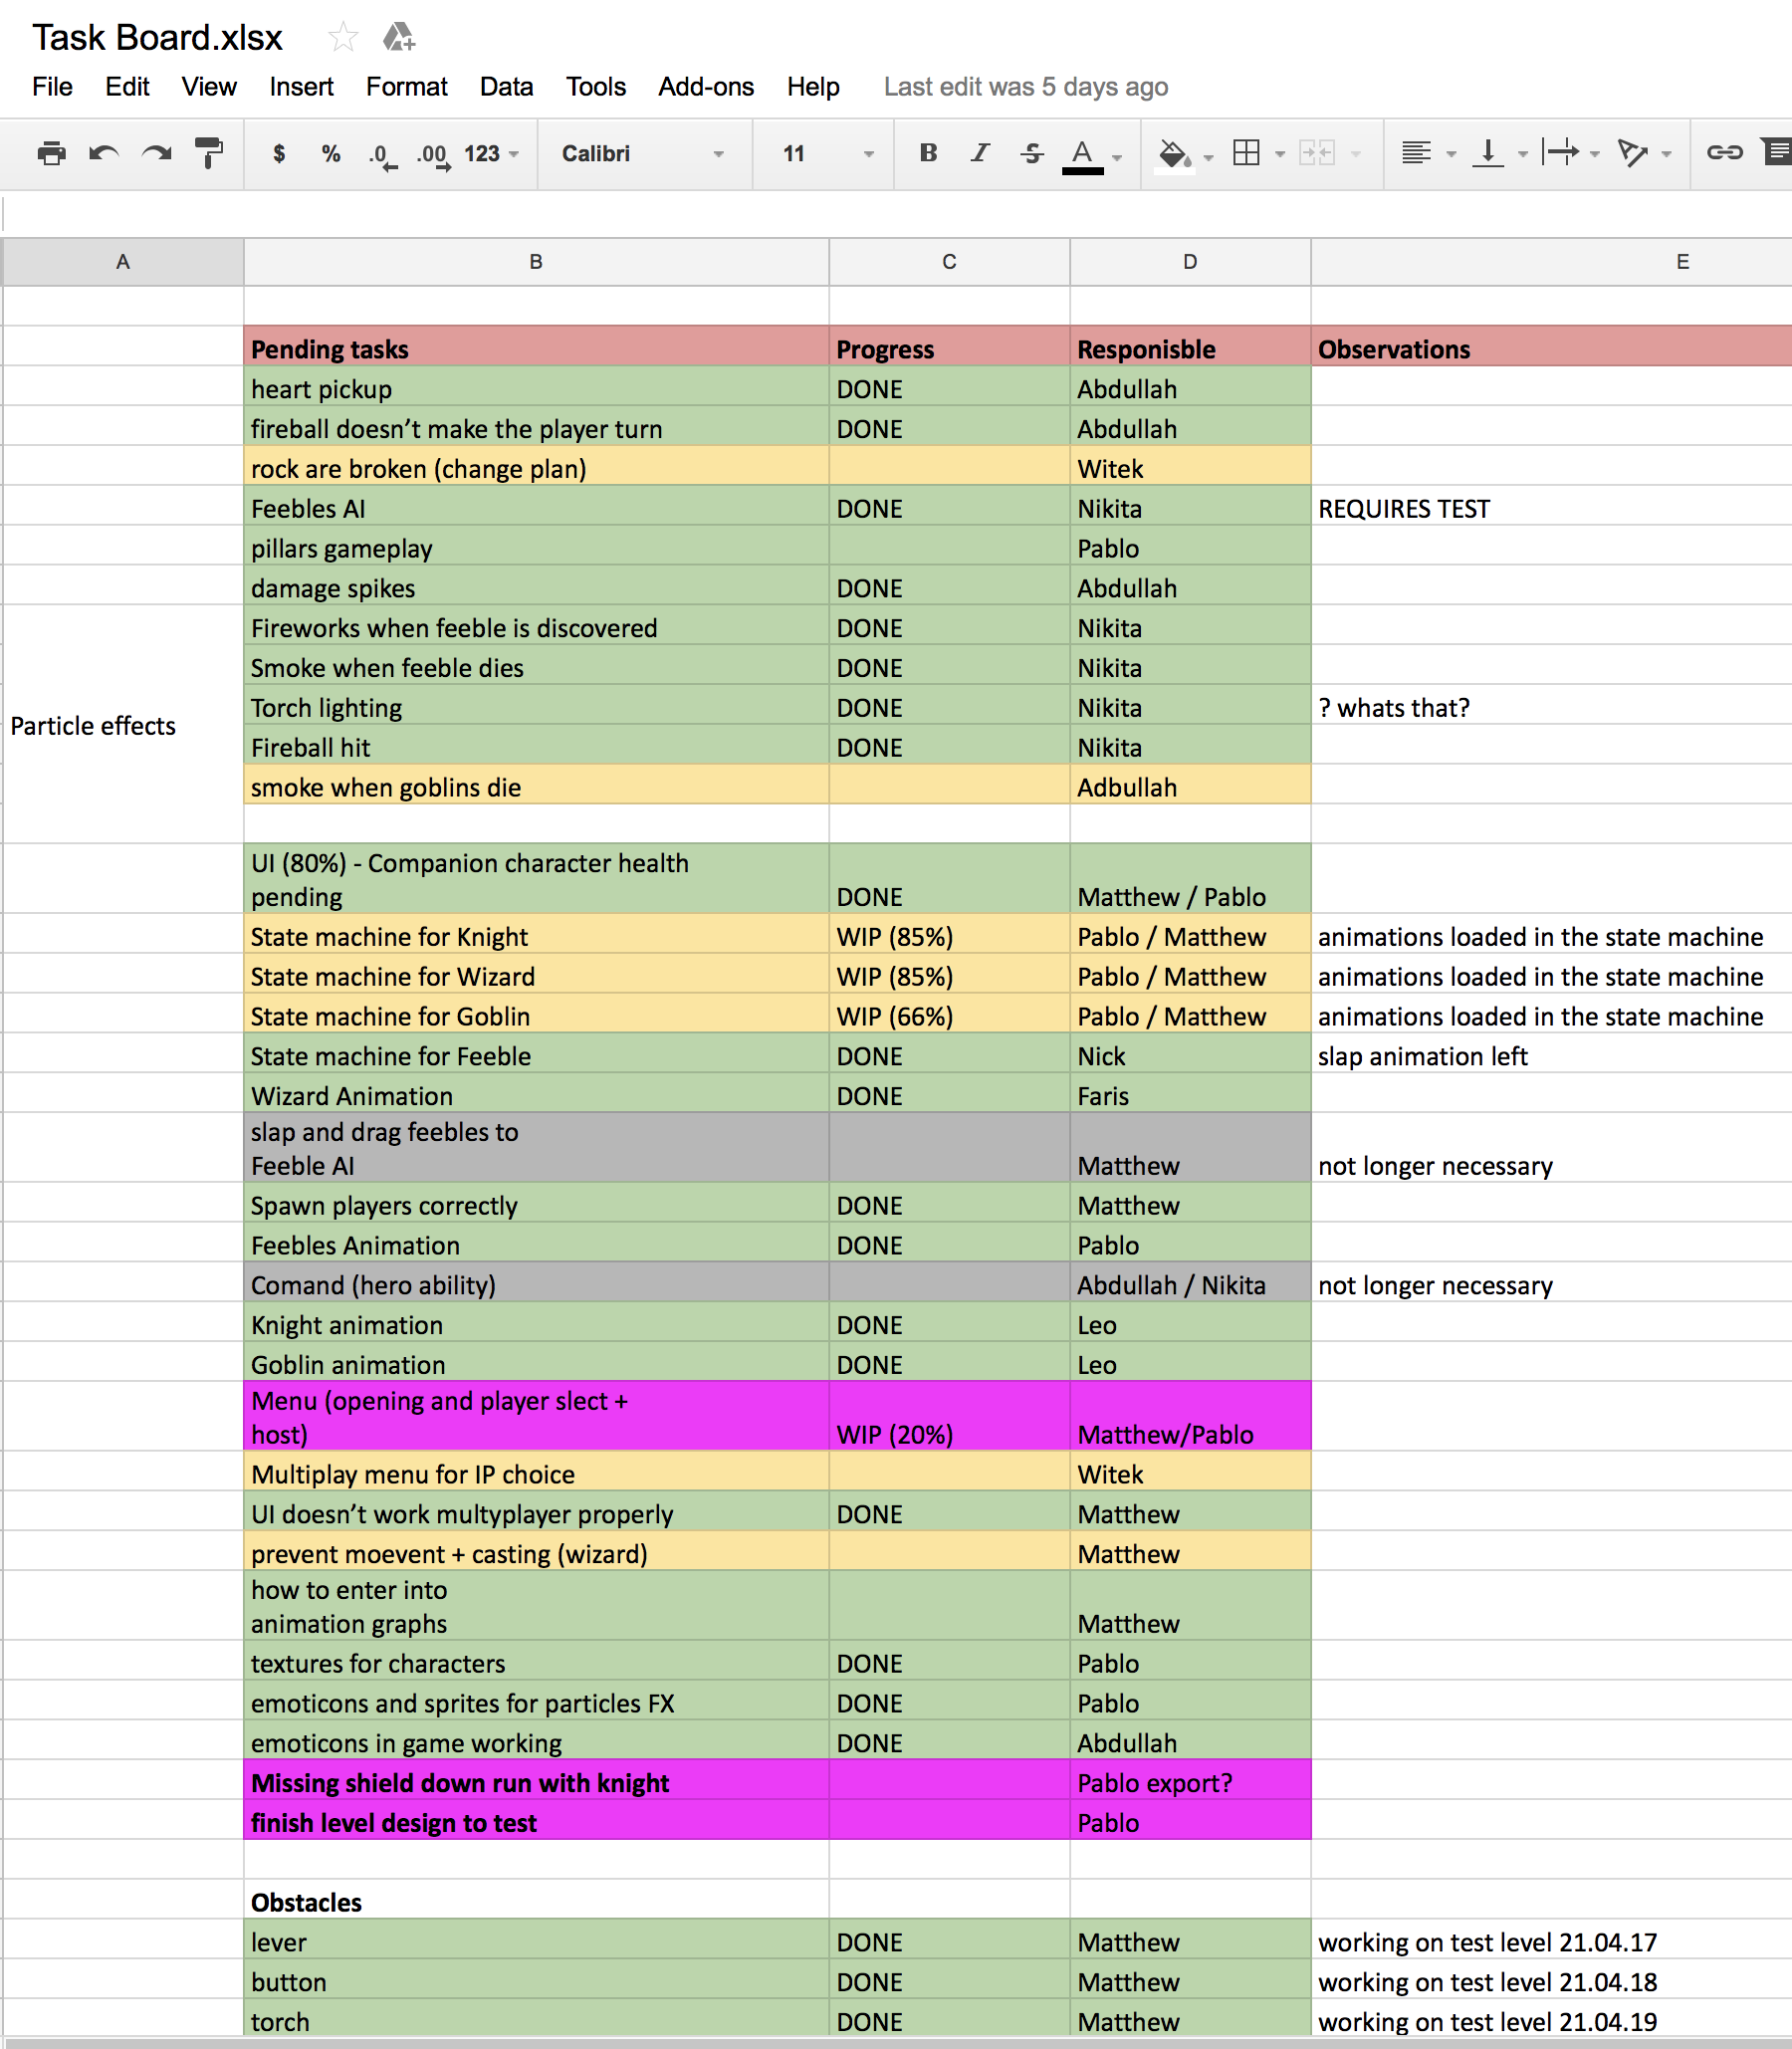 Task Board.xlsx
File Edit View Insert Format Data Tools Add-ons Help Last edit was 5 days ago
$ % .0 .00 123 Calibri 11 B I S A
A B C D E
Pending tasks Progress Responisble Observations
heart pickup DONE Abdullah
fireball doesn’t make the player turn DONE Abdullah
rock are broken (change plan) Witek
Feebles AI DONE Nikita REQUIRES TEST
pillars gameplay Pablo
damage spikes DONE Abdullah
Fireworks when feeble is discovered DONE Nikita
Smoke when feeble dies DONE Nikita
Torch lighting DONE Nikita ? whats that?
Particle effects
Fireball hit DONE Nikita
smoke when goblins die Adbullah
UI (80%) - Companion character health
pending DONE Matthew / Pablo
State machine for Knight WIP (85%) Pablo / Matthew animations loaded in the state machine
State machine for Wizard WIP (85%) Pablo / Matthew animations loaded in the state machine
State machine for Goblin WIP (66%) Pablo / Matthew animations loaded in the state machine
State machine for Feeble DONE Nick slap animation left
Wizard Animation DONE Faris
slap and drag feebles to
Feeble AI Matthew not longer necessary
Spawn players correctly DONE Matthew
Feebles Animation DONE Pablo
Comand (hero ability) Abdullah / Nikita not longer necessary
Knight animation DONE Leo
Goblin animation DONE Leo
Menu (opening and player slect +
host) WIP (20%) Matthew/Pablo
Multiplay menu for IP choice Witek
UI doesn’t work multyplayer properly DONE Matthew
prevent moevent + casting (wizard) Matthew
how to enter into
animation graphs Matthew
textures for characters DONE Pablo
emoticons and sprites for particles FX DONE Pablo
emoticons in game working DONE Abdullah
Missing shield down run with knight Pablo export?
finish level design to test Pablo
Obstacles
lever DONE Matthew working on test level 21.04.17
button DONE Matthew working on test level 21.04.18
torch DONE Matthew working on test level 21.04.19